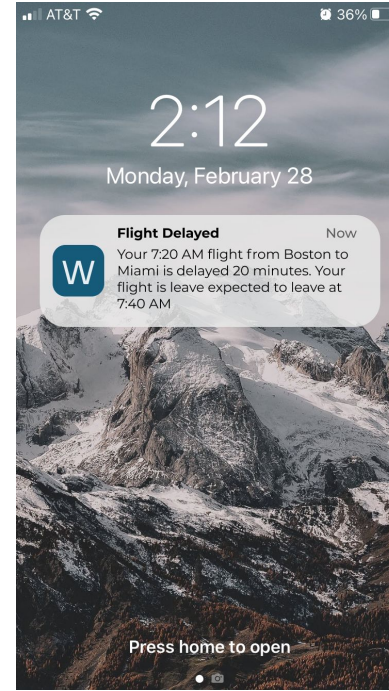 AT&T 36%
2:12
Monday, February 28
Flight Delayed Now
W
Your 7:20 AM flight from Boston to
Miami is delayed 20 minutes. Your
flight is leave expected to leave at
7:40 AM
Press home to open